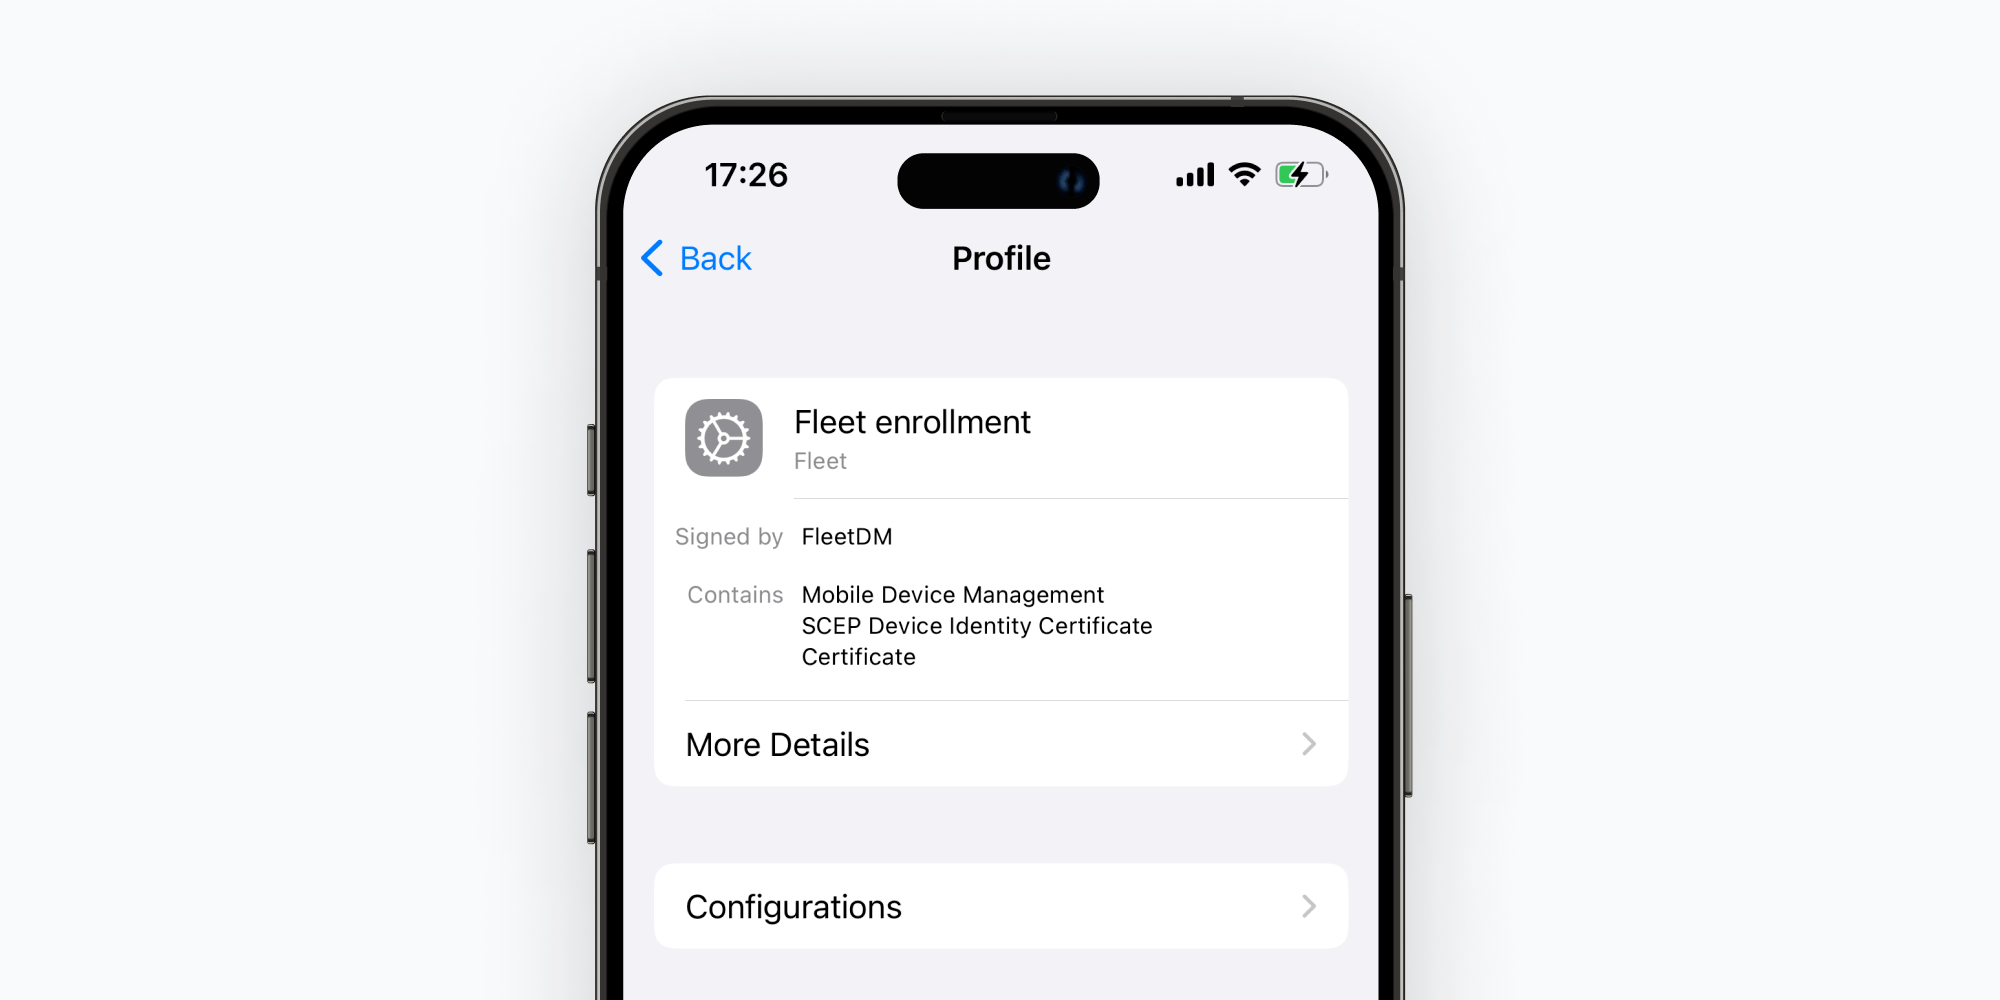 17:26
Back
Profile
Fleet enrollment
Fleet
Signed by FleetDM
Contains Mobile Device Management
SCEP Device Identity Certificate
Certificate
More Details
Configurations